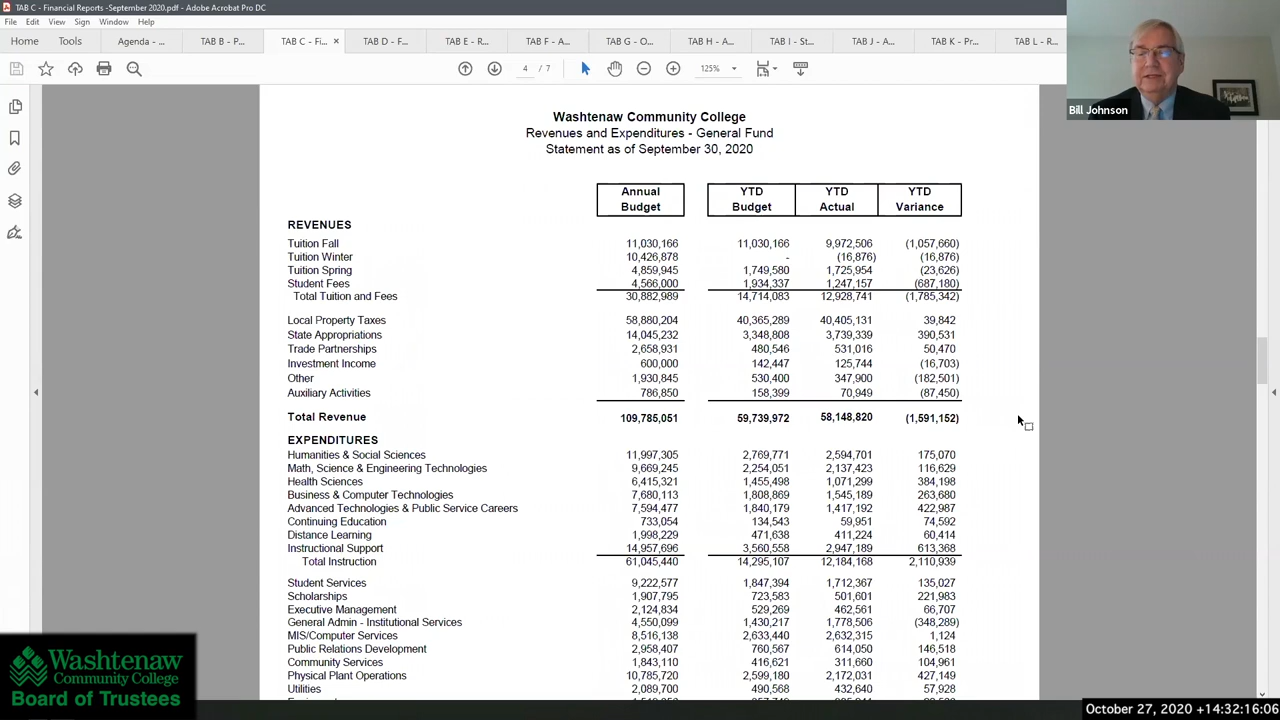 TAB C - Financial Reports -September 2020.pdf - Adobe Acrobat Pro DC
File Edit View Sign Window Help
Home Tools Agenda - ... TAB B - P... TAB C - Fi... × TAB D - F... TAB E - R... TAB F - A... TAB G - O... TAB H - A... TAB I - St... TAB J - A... TAB K - Pr... TAB L - R...
4 / 7 125%
Bill Johnson
Washtenaw Community College
Revenues and Expenditures - General Fund
Statement as of September 30, 2020
Annual Budget YTD Budget YTD Actual YTD Variance
REVENUES
Tuition Fall 11,030,166 11,030,166 9,972,506 (1,057,660)
Tuition Winter 10,426,878 - (16,876) (16,876)
Tuition Spring 4,859,945 1,749,580 1,725,954 (23,626)
Student Fees 4,566,000 1,934,337 1,247,157 (687,180)
Total Tuition and Fees 30,882,989 14,714,083 12,928,741 (1,785,342)
Local Property Taxes 58,880,204 40,365,289 40,405,131 39,842
State Appropriations 14,045,232 3,348,808 3,739,339 390,531
Trade Partnerships 2,658,931 480,546 531,016 50,470
Investment Income 600,000 142,447 125,744 (16,703)
Other 1,930,845 530,400 347,900 (182,501)
Auxiliary Activities 786,850 158,399 70,949 (87,450)
Total Revenue 109,785,051 59,739,972 58,148,820 (1,591,152)
EXPENDITURES
Humanities & Social Sciences 11,997,305 2,769,771 2,594,701 175,070
Math, Science & Engineering Technologies 9,669,245 2,254,051 2,137,423 116,629
Health Sciences 6,415,321 1,455,498 1,071,299 384,198
Business & Computer Technologies 7,680,113 1,808,869 1,545,189 263,680
Advanced Technologies & Public Service Careers 7,594,477 1,840,179 1,417,192 422,987
Continuing Education 733,054 134,543 59,951 74,592
Distance Learning 1,998,229 471,638 411,224 60,414
Instructional Support 14,957,696 3,560,558 2,947,189 613,368
Total Instruction 61,045,440 14,295,107 12,184,168 2,110,939
Student Services 9,222,577 1,847,394 1,712,367 135,027
Scholarships 1,907,795 723,583 501,601 221,983
Executive Management 2,124,834 529,269 462,561 66,707
General Admin - Institutional Services 4,550,099 1,430,217 1,778,506 (348,289)
MIS/Computer Services 8,516,138 2,633,440 2,632,315 1,124
Public Relations Development 2,958,407 760,567 614,050 146,518
Community Services 1,843,110 416,621 311,660 104,961
Physical Plant Operations 10,785,720 2,599,180 2,172,031 427,149
Utilities 2,089,700 490,568 432,640 57,928
Washtenaw
Community College
Board of Trustees
October 27, 2020 +14:32:16:06